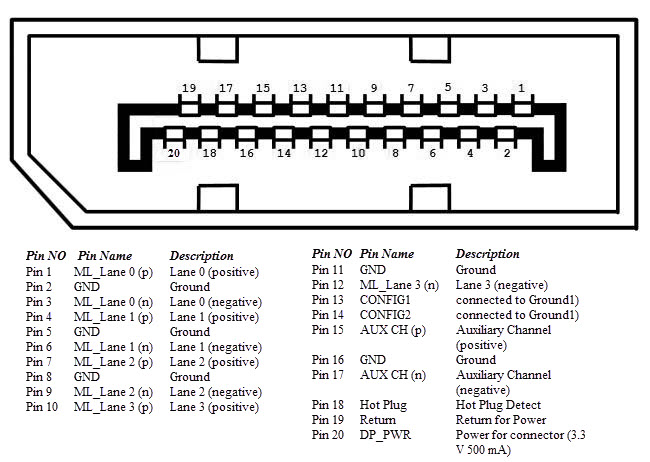 19 17 15 13 11 9 7 5 3 1
20 18 16 14 12 10 8 6 4 2
Pin NO Pin Name Description
Pin 1 ML_Lane 0 (p) Lane 0 (positive)
Pin 2 GND Ground
Pin 3 ML_Lane 0 (n) Lane 0 (negative)
Pin 4 ML_Lane 1 (p) Lane 1 (positive)
Pin 5 GND Ground
Pin 6 ML_Lane 1 (n) Lane 1 (negative)
Pin 7 ML_Lane 2 (p) Lane 2 (positive)
Pin 8 GND Ground
Pin 9 ML_Lane 2 (n) Lane 2 (negative)
Pin 10 ML_Lane 3 (p) Lane 3 (positive)
Pin NO Pin Name Description
Pin 11 GND Ground
Pin 12 ML_Lane 3 (n) Lane 3 (negative)
Pin 13 CONFIG1 connected to Ground1)
Pin 14 CONFIG2 connected to Ground1)
Pin 15 AUX CH (p) Auxiliary Channel
(positive)
Pin 16 GND Ground
Pin 17 AUX CH (n) Auxiliary Channel
(negative)
Pin 18 Hot Plug Hot Plug Detect
Pin 19 Return Return for Power
Pin 20 DP_PWR Power for connector (3.3
V 500 mA)